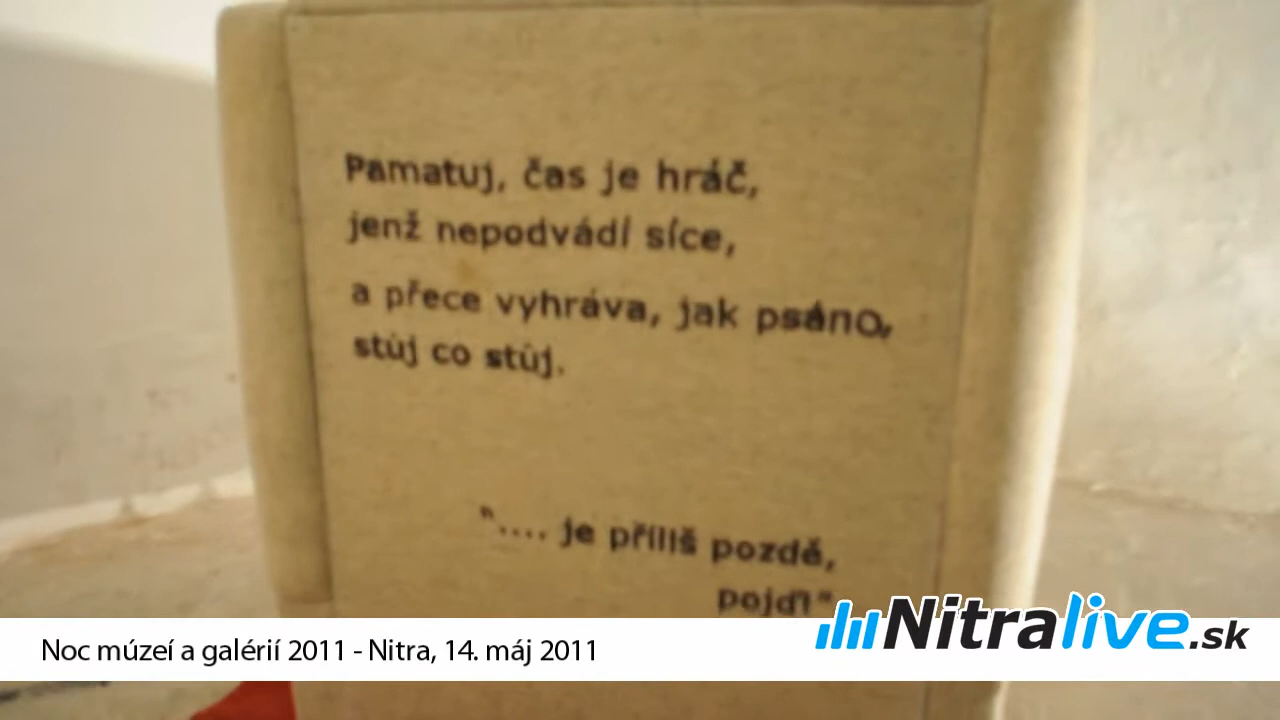 Pamatuj, čas je hráč,
jenž nepodvádí síce,
a přece vyhráva, jak psáno,
stůj co stůj.
".... je příliš pozdě,
pojď!"
Nitralive.sk
Noc múzeí a galérií 2011 - Nitra, 14. máj 2011